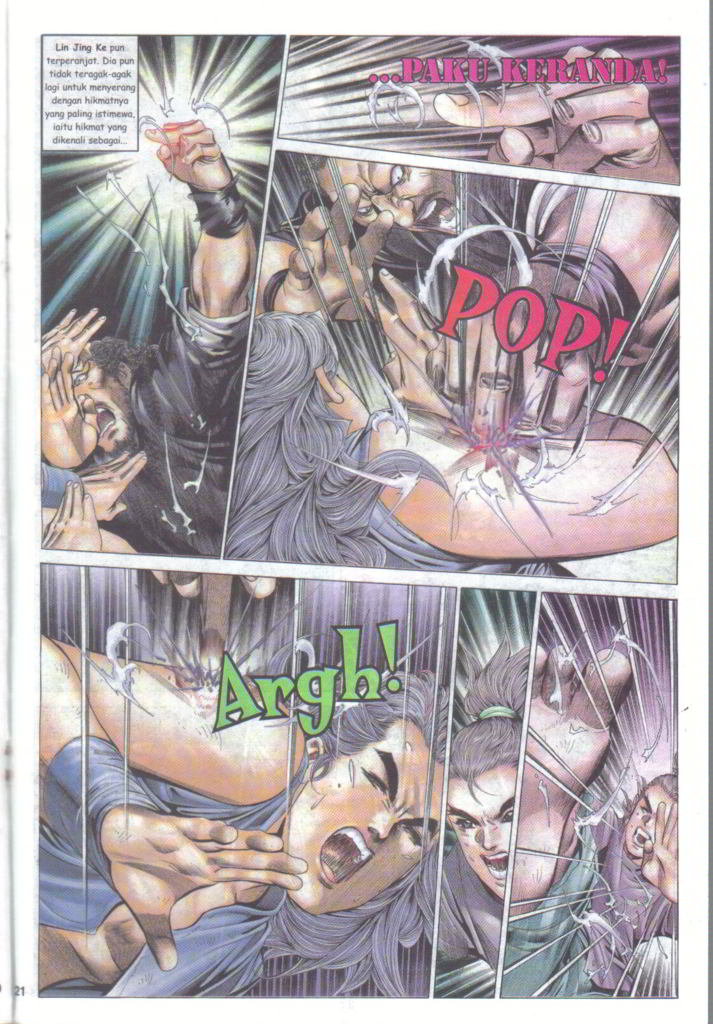 Lin Jing Ke pun
terperanjat. Dia pun
tidak teragak-agak
lagi untuk menyerang
dengan hikmatnya
yang paling istimewa,
iaitu hikmat yang
dikenali sebagai...
...PAKU KERANDA!
POP!
Argh!
21